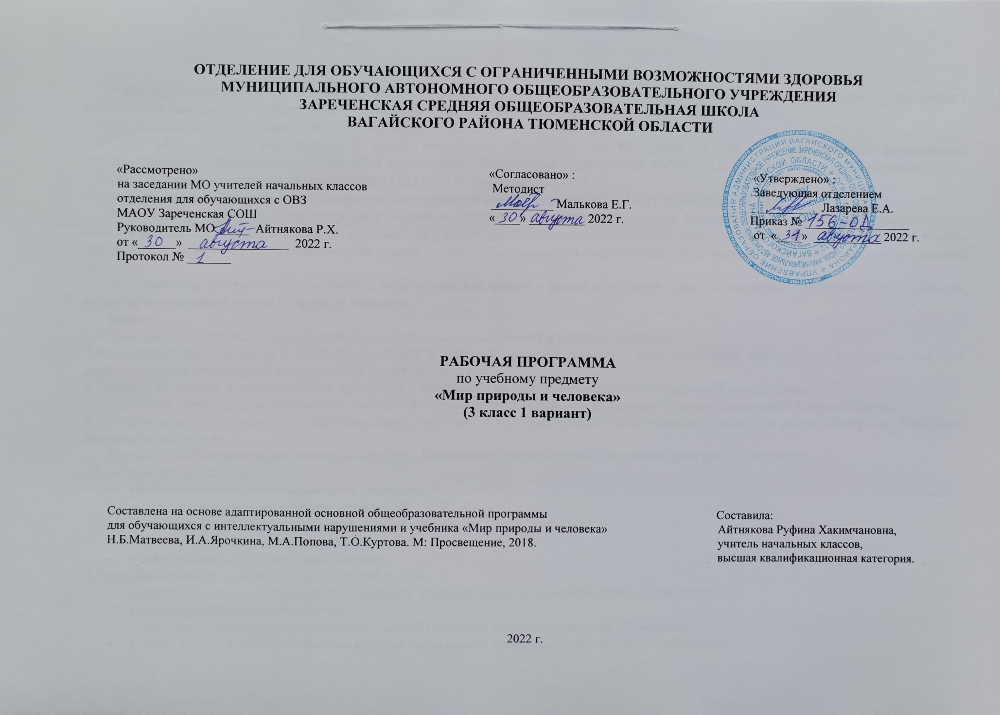 ОТДЕЛЕНИЕ ДЛЯ ОБУЧАЮЩИХСЯ С ОГРАНИЧЕННЫМИ ВОЗМОЖНОСТЯМИ ЗДОРОВЬЯ
МУНИЦИПАЛЬНОГО АВТОНОМНОГО ОБЩЕОБРАЗОВАТЕЛЬНОГО УЧРЕЖДЕНИЯ
ЗАРЕЧЕНСКАЯ СРЕДНЯЯ ОБЩЕОБРАЗОВАТЕЛЬНАЯ ШКОЛА
ВАГАЙСКОГО РАЙОНА ТЮМЕНСКОЙ ОБЛАСТИ
«Рассмотрено»
на заседании МО учителей начальных классов
отделения для обучающихся с ОВЗ
МАОУ Зареченская СОШ
Руководитель МО Айтнякова Р.Х.
от « 30 » августа 2022 г.
Протокол № 1
«Согласовано» :
Методист
Малькова Е.Г.
« 30 » августа 2022 г.
«Утверждено» :
Заведующая отделением
Лазарева Е.А.
Приказ № 156-ОД
от « 31 » августа 2022 г.
МАОУ
Зареченская
СОШ
РАБОЧАЯ ПРОГРАММА
по учебному предмету
«Мир природы и человека»
(3 класс 1 вариант)
Составлена на основе адаптированной основной общеобразовательной программы
для обучающихся с интеллектуальными нарушениями и учебника «Мир природы и человека»
Н.Б.Матвеева, И.А.Ярочкина, М.А.Попова, Т.О.Куртова. М: Просвещение, 2018.
Составила:
Айтнякова Руфина Хакимчановна,
учитель начальных классов,
высшая квалификационная категория.
2022 г.